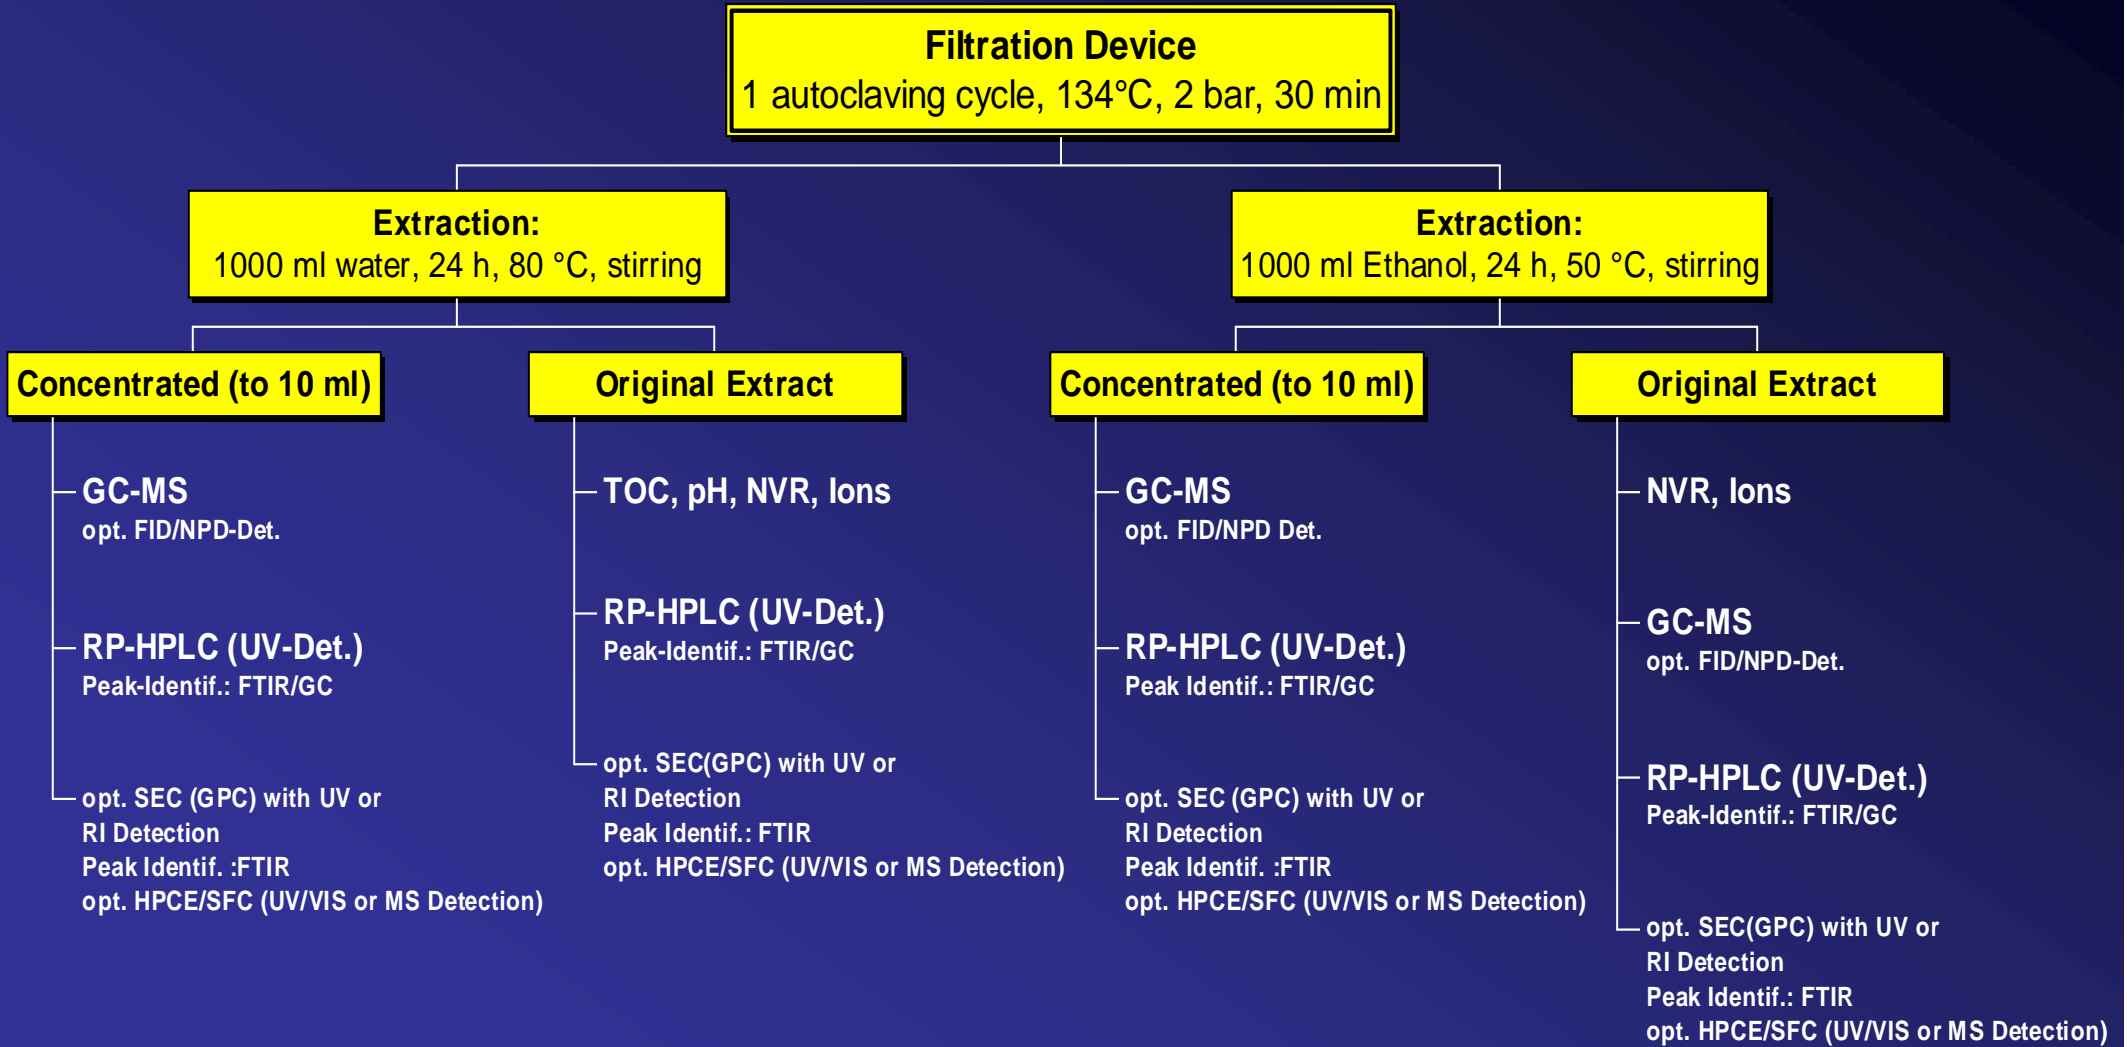 Filtration Device
1 autoclaving cycle, 134°C, 2 bar, 30 min
Extraction:
1000 ml water, 24 h, 80 °C, stirring
Extraction:
1000 ml Ethanol, 24 h, 50 °C, stirring
Concentrated (to 10 ml)
GC-MS
opt. FID/NPD-Det.
RP-HPLC (UV-Det.)
Peak-Identif.: FTIR/GC
opt. SEC (GPC) with UV or
RI Detection
Peak Identif. :FTIR
opt. HPCE/SFC (UV/VIS or MS Detection)
Original Extract
TOC, pH, NVR, Ions
RP-HPLC (UV-Det.)
Peak-Identif.: FTIR/GC
opt. SEC(GPC) with UV or
RI Detection
Peak Identif.: FTIR
opt. HPCE/SFC (UV/VIS or MS Detection)
Concentrated (to 10 ml)
GC-MS
opt. FID/NPD Det.
RP-HPLC (UV-Det.)
Peak Identif.: FTIR/GC
opt. SEC (GPC) with UV or
RI Detection
Peak Identif. :FTIR
opt. HPCE/SFC (UV/VIS or MS Detection)
Original Extract
NVR, Ions
GC-MS
opt. FID/NPD-Det.
RP-HPLC (UV-Det.)
Peak-Identif.: FTIR/GC
opt. SEC(GPC) with UV or
RI Detection
Peak Identif.: FTIR
opt. HPCE/SFC (UV/VIS or MS Detection)